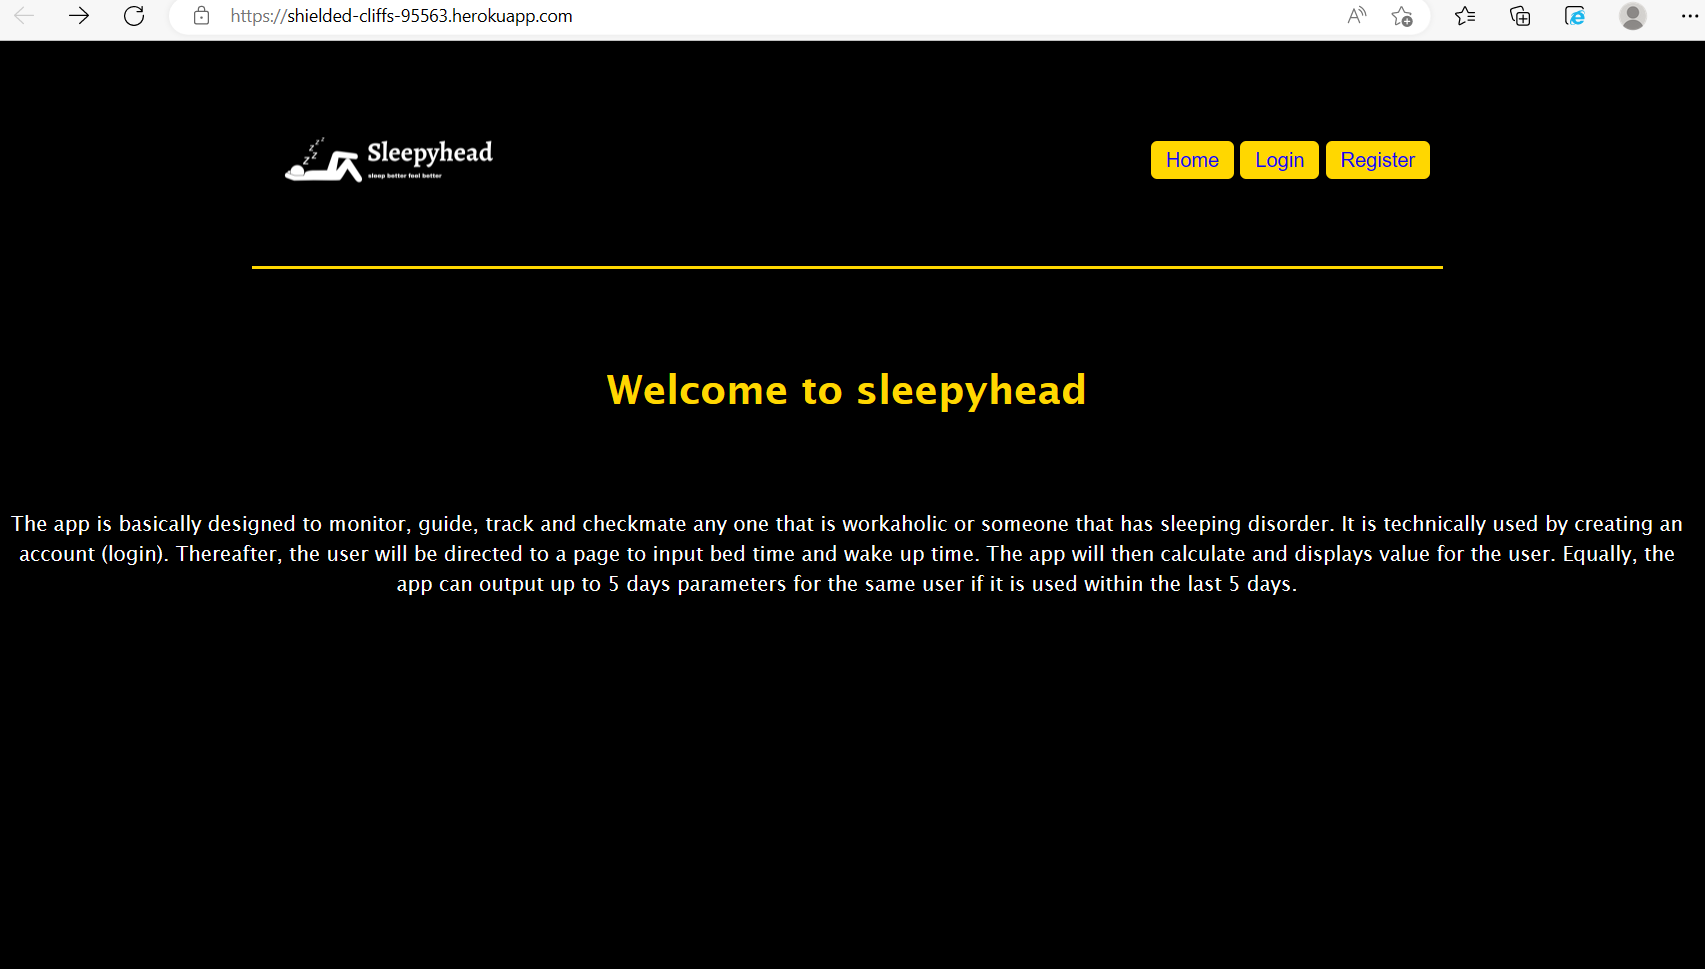 https://shielded-cliffs-95563.herokuapp.com
Sleepyhead
sleep better feel better
Home Login Register
Welcome to sleepyhead
The app is basically designed to monitor, guide, track and checkmate any one that is workaholic or someone that has sleeping disorder. It is technically used by creating an
account (login). Thereafter, the user will be directed to a page to input bed time and wake up time. The app will then calculate and displays value for the user. Equally, the
app can output up to 5 days parameters for the same user if it is used within the last 5 days.